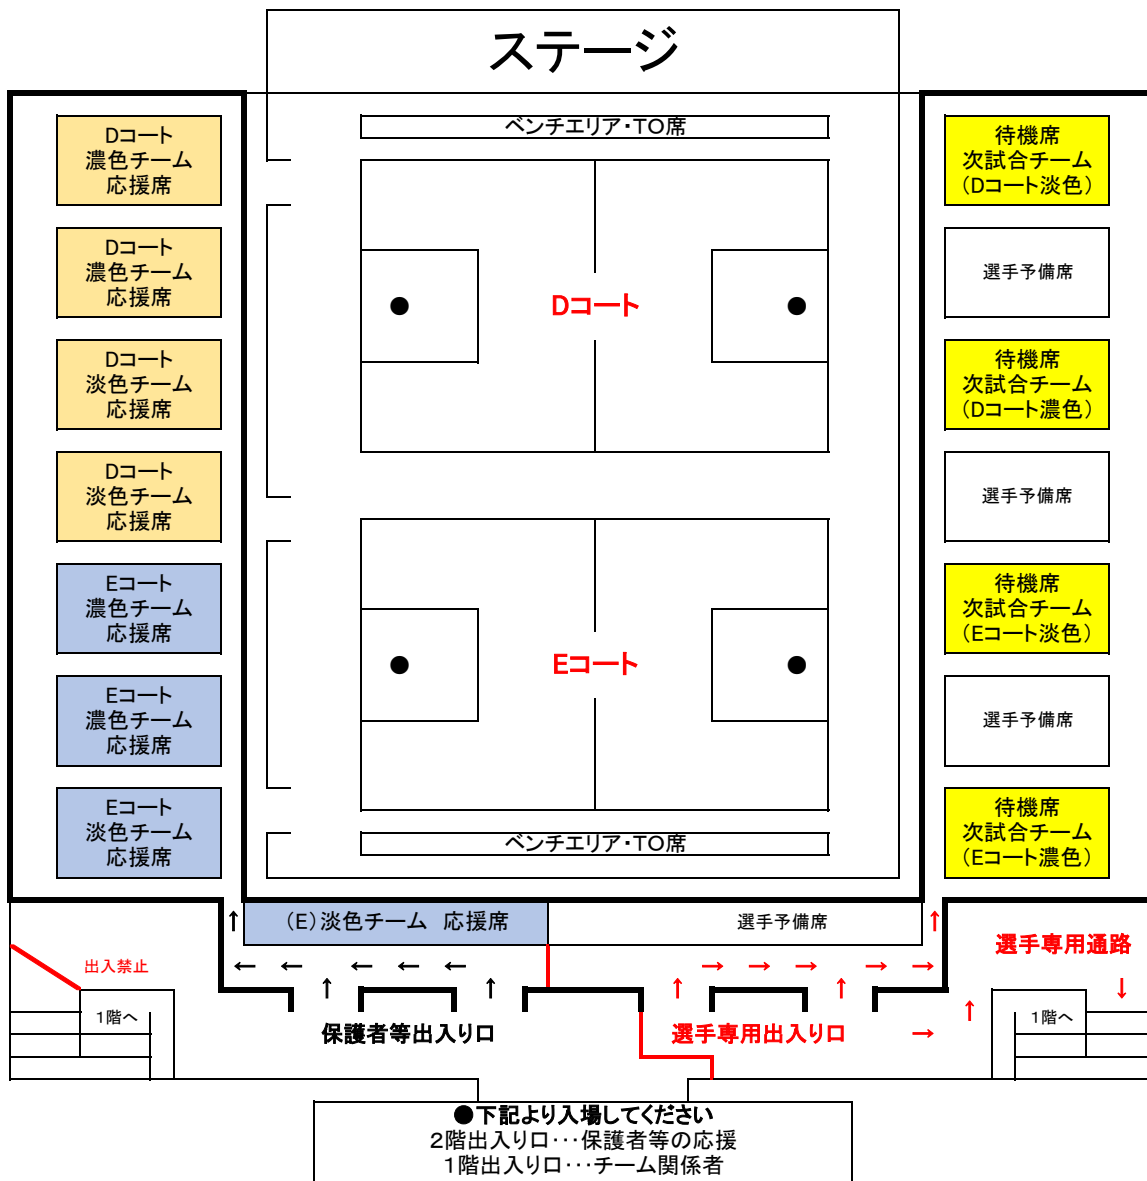 ステージ
ベンチエリア・TO席
Dコート
濃色チーム
応援席
待機席
次試合チーム
(Dコート淡色)
Dコート
濃色チーム
応援席
Dコート
選手予備席
Dコート
淡色チーム
応援席
待機席
次試合チーム
(Dコート濃色)
Dコート
淡色チーム
応援席
選手予備席
Eコート
濃色チーム
応援席
待機席
次試合チーム
(Eコート淡色)
Eコート
Eコート
濃色チーム
応援席
選手予備席
Eコート
淡色チーム
応援席
待機席
次試合チーム
(Eコート濃色)
ベンチエリア・TO席
↑
(E)淡色チーム 応援席
選手予備席
↑
選手専用通路
出入禁止
← ← ← ← ←
→ → → → →
↑ ↑
↑ ↑
↓
1階へ
↑
1階へ
保護者等出入り口
選手専用出入り口
→
●下記より入場してください
2階出入り口・・・保護者等の応援
1階出入り口・・・チーム関係者